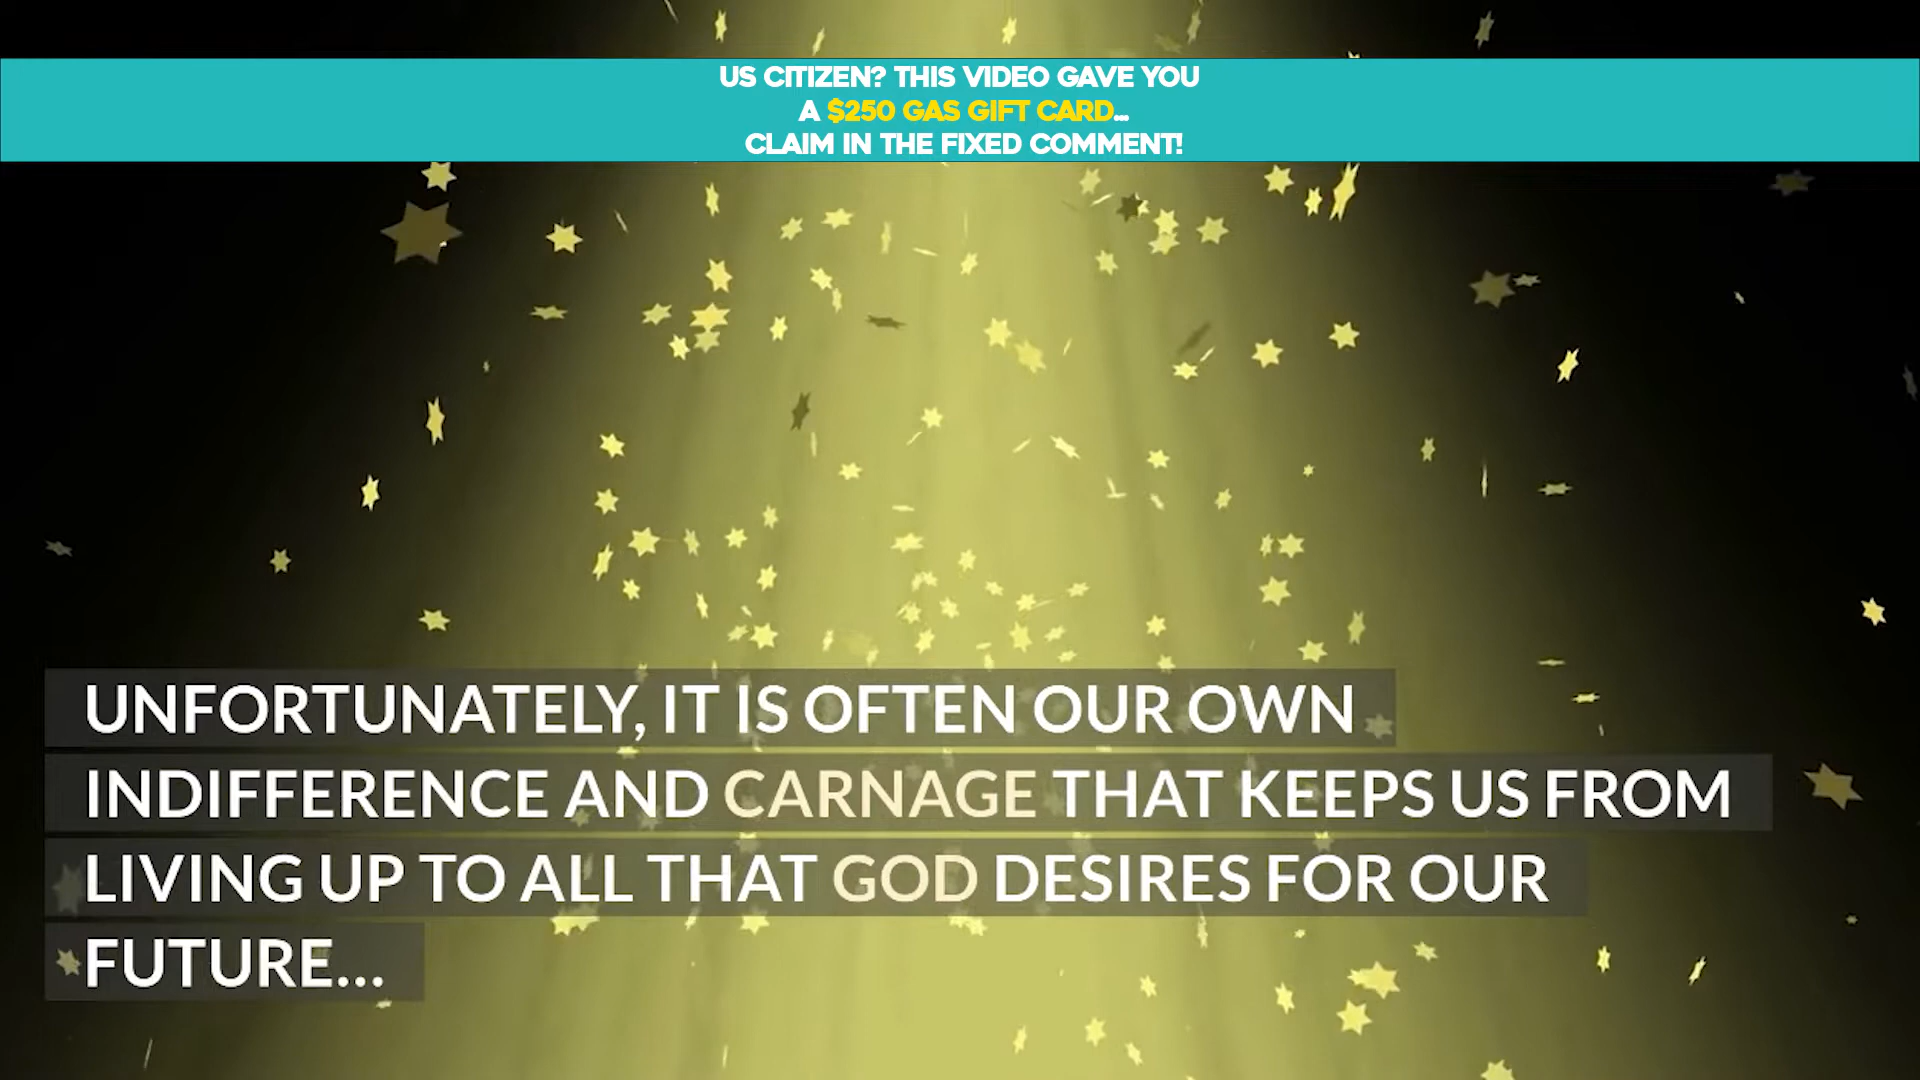 US CITIZEN? THIS VIDEO GAVE YOU
A $250 GAS GIFT CARD...
CLAIM IN THE FIXED COMMENT!
UNFORTUNATELY, IT IS OFTEN OUR OWN
INDIFFERENCE AND CARNAGE THAT KEEPS US FROM
LIVING UP TO ALL THAT GOD DESIRES FOR OUR
FUTURE...